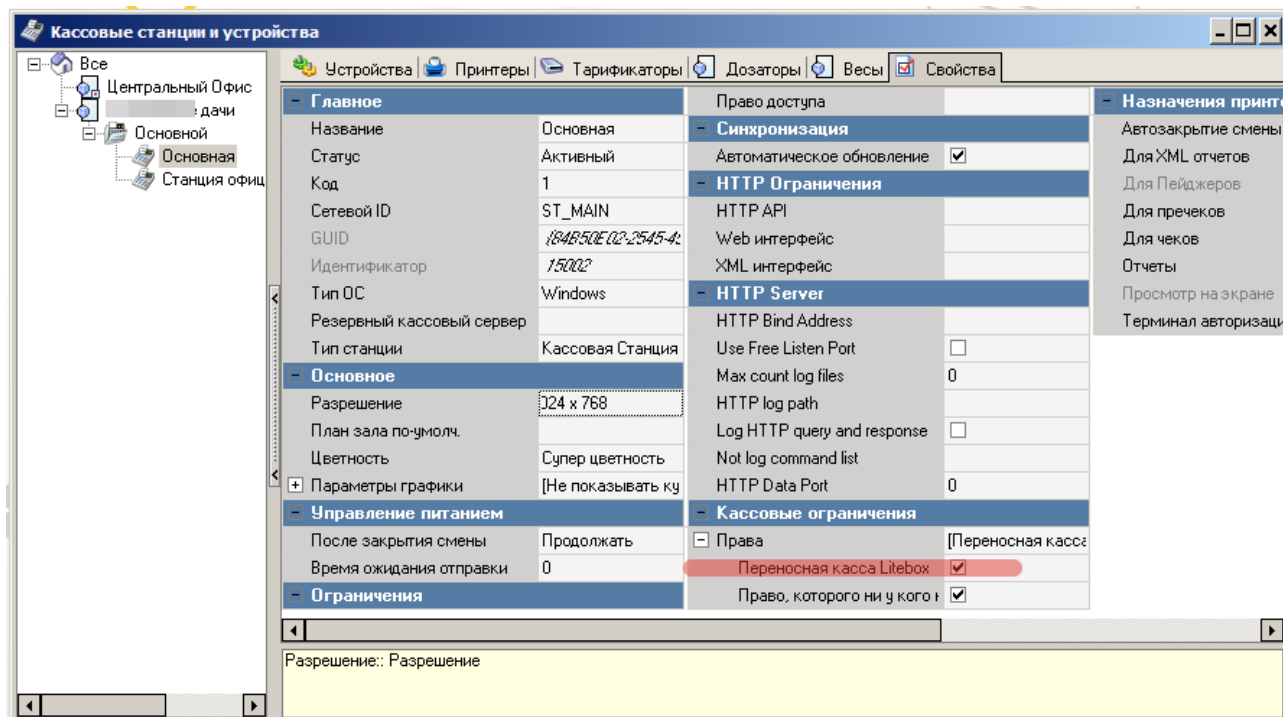 Кассовые станции и устройства
Все
Центральный Офис
дачи
Основной
Основная
Станция офиц
Устройства Принтеры Тарификаторы Дозаторы Весы Свойства
Главное
Название Основная
Статус Активный
Код 1
Сетевой ID ST_MAIN
GUID {84B50E02-2545-4
Идентификатор 15002
Тип ОС Windows
Резервный кассовый сервер
Тип станции Кассовая Станция
Основное
Разрешение 024 x 768
План зала по-умолч.
Цветность Супер цветность
Параметры графики [Не показывать ку
Управление питанием
После закрытия смены Продолжать
Время ожидания отправки 0
Ограничения
Право доступа
Синхронизация
Автоматическое обновление
HTTP Ограничения
HTTP API
Web интерфейс
XML интерфейс
HTTP Server
HTTP Bind Address
Use Free Listen Port
Max count log files 0
HTTP log path
Log HTTP query and response
Not log command list
HTTP Data Port 0
Кассовые ограничения
Права [Переносная касса
Переносная касса Litebox
Право, которого ни у кого н
Назначения принте
Автозакрытие смены
Для XML отчетов
Для Пейджеров
Для пречеков
Для чеков
Отчеты
Просмотр на экране
Терминал авторизаци
Разрешение:: Разрешение